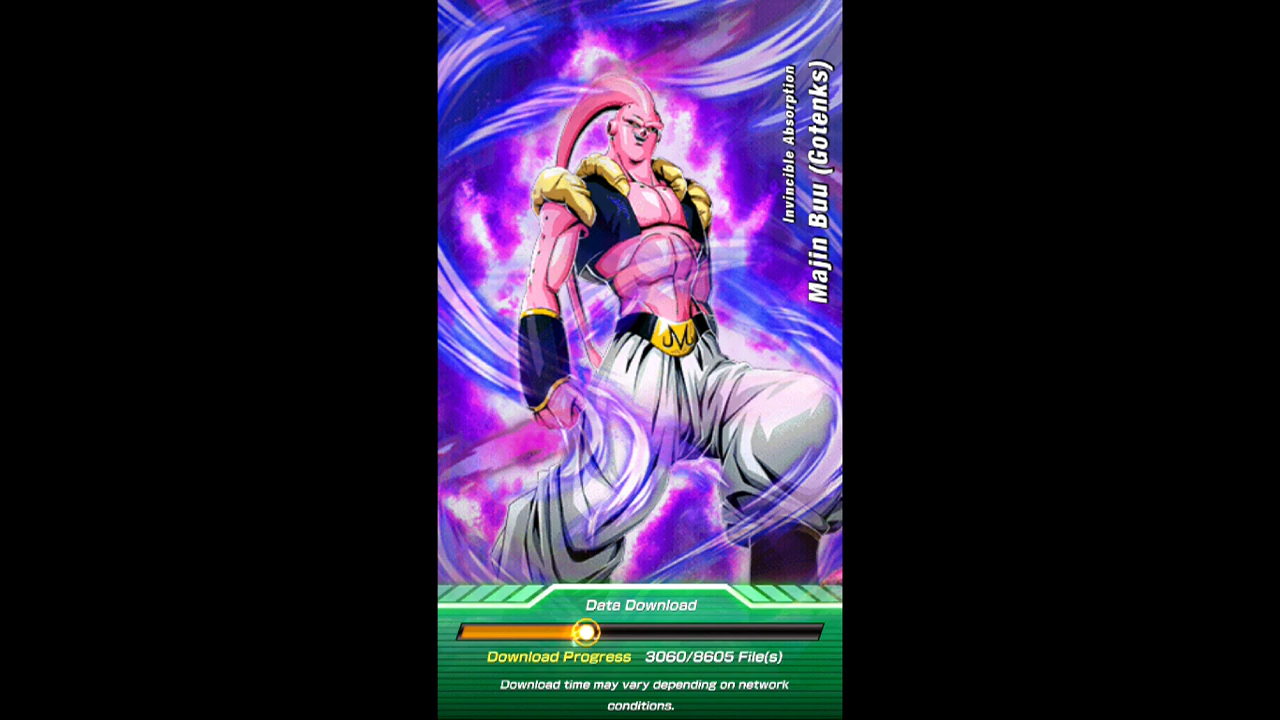 Invincible Absorption
Majin Buu (Gotenks)
Data Download
Download Progress 3060/8605 File(s)
Download time may vary depending on network
conditions.